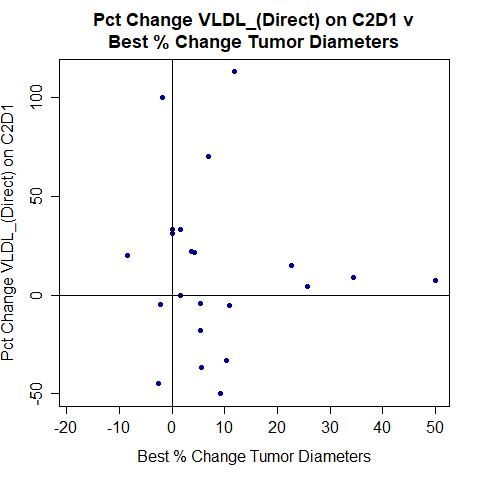 Pct Change VLDL_(Direct) on C2D1 v
Best % Change Tumor Diameters
Pct Change VLDL_(Direct) on C2D1
100
50
0
-50
-20 -10 0 10 20 30 40 50
Best % Change Tumor Diameters